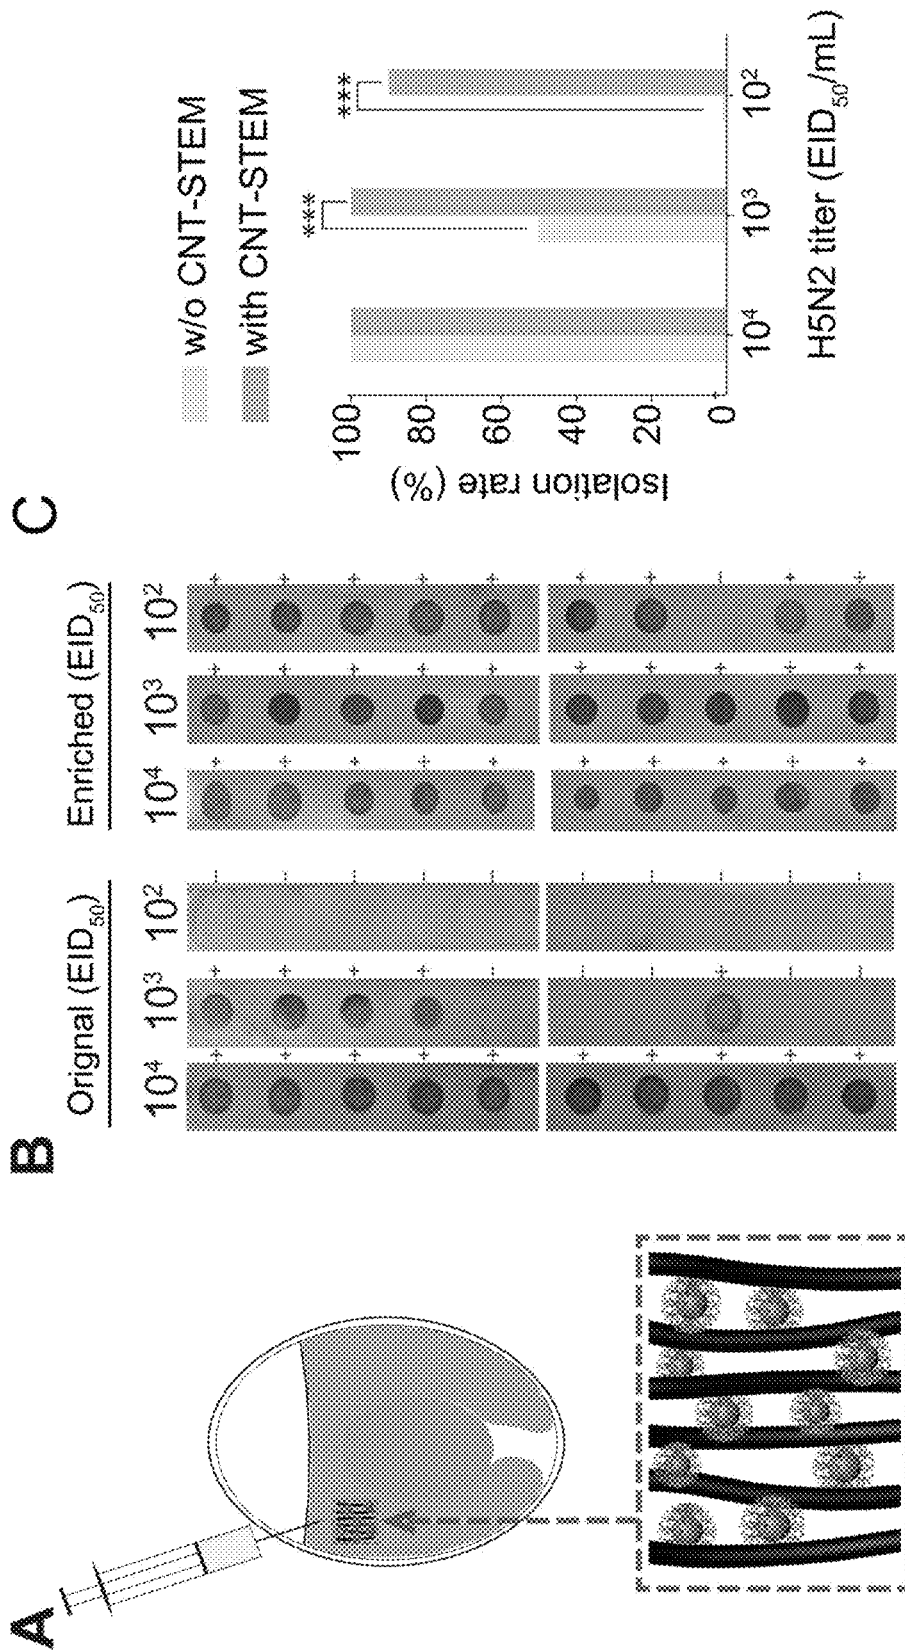 A
B
Orignal (EID₅₀) Enriched (EID₅₀)
10⁴ 10³ 10² 10⁴ 10³ 10²
+ + - + + +
+ + - + + +
+ + - + + +
+ + - + + +
+ - - + + +
+ - - + + +
+ - - + + +
+ + - + + -
+ - - + + +
+ - - + + +
C
w/o CNT-STEM
with CNT-STEM
*** ***
Isolation rate (%)
100
80
60
40
20
0
10⁴ 10³ 10²
H5N2 titer (EID₅₀/mL)